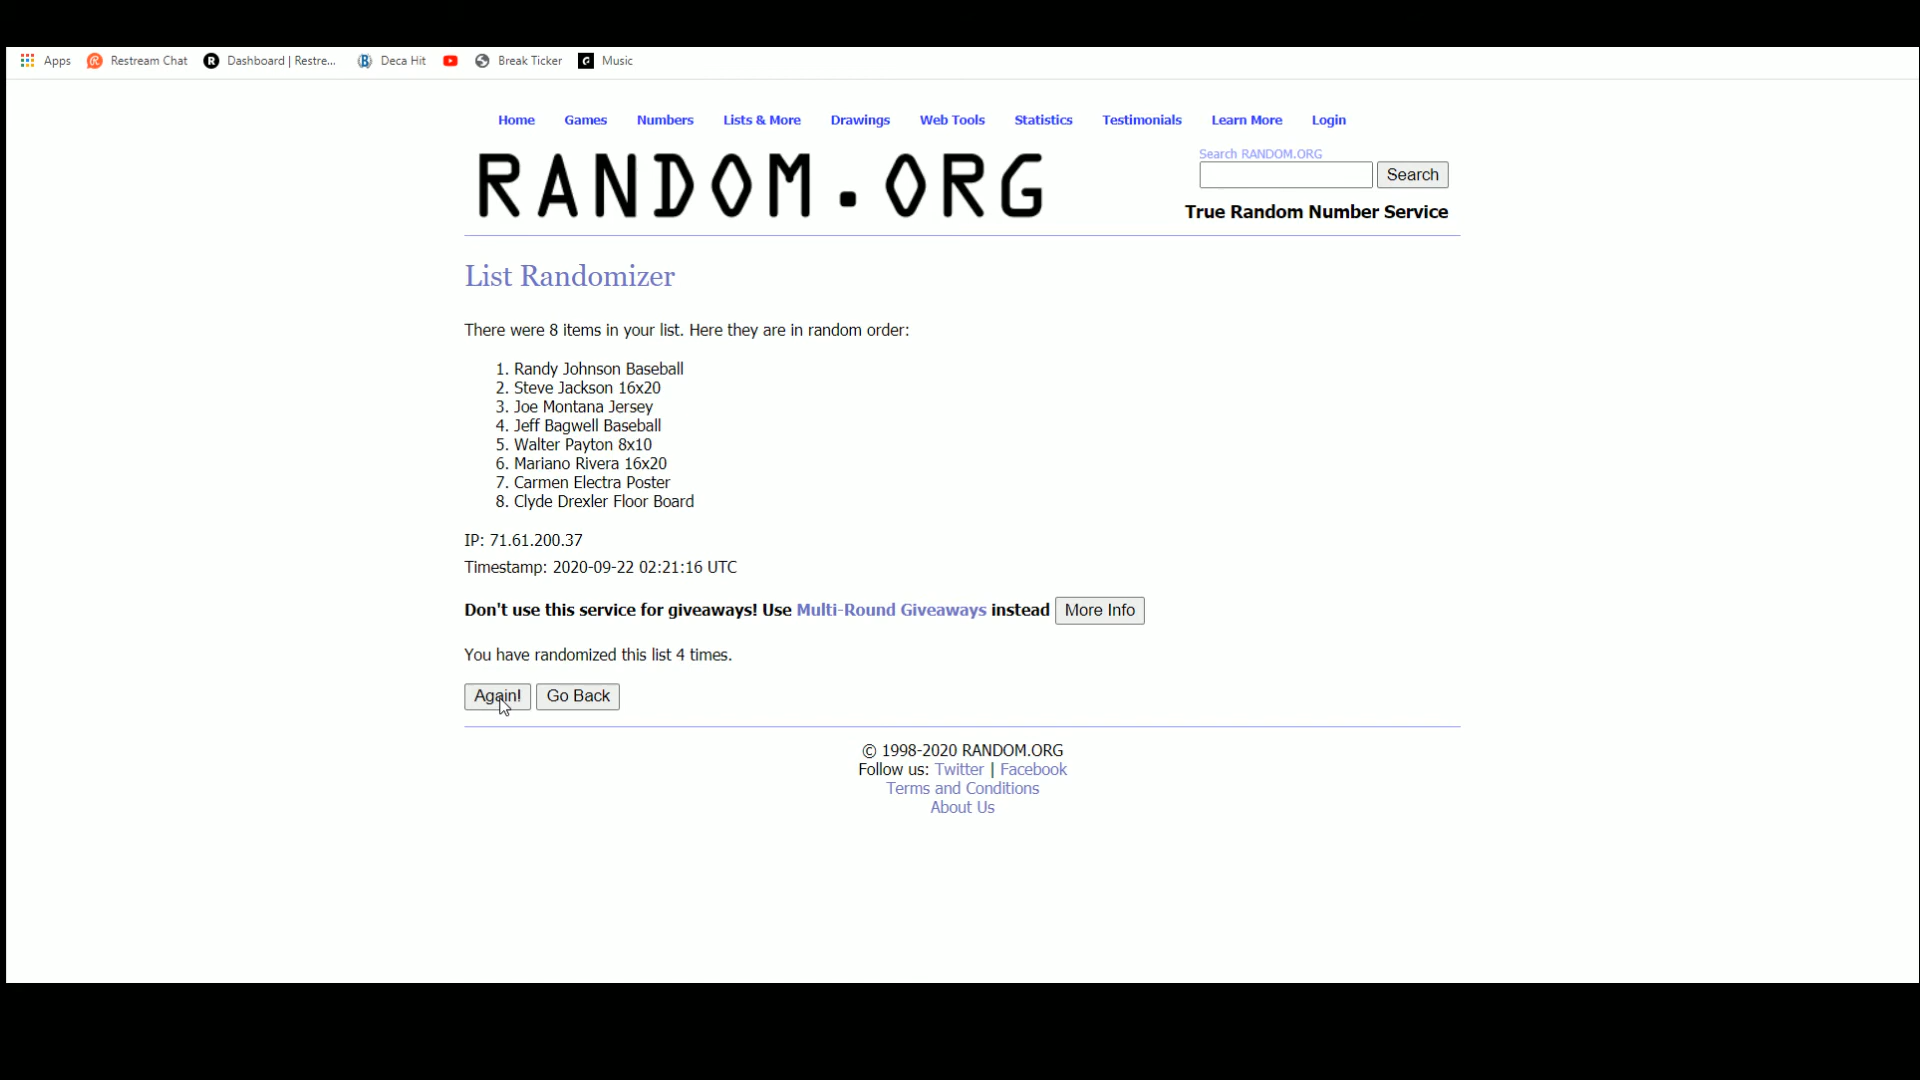 Apps Restream Chat Dashboard | Restre... Deca Hit Break Ticker Music
Home Games Numbers Lists & More Drawings Web Tools Statistics Testimonials Learn More Login
RANDOM.ORG
Search RANDOM.ORG
Search
True Random Number Service
List Randomizer
There were 8 items in your list. Here they are in random order:
1. Randy Johnson Baseball
2. Steve Jackson 16x20
3. Joe Montana Jersey
4. Jeff Bagwell Baseball
5. Walter Payton 8x10
6. Mariano Rivera 16x20
7. Carmen Electra Poster
8. Clyde Drexler Floor Board
IP: 71.61.200.37
Timestamp: 2020-09-22 02:21:16 UTC
Don't use this service for giveaways! Use Multi-Round Giveaways instead More Info
You have randomized this list 4 times.
Again! Go Back
© 1998-2020 RANDOM.ORG
Follow us: Twitter | Facebook
Terms and Conditions
About Us